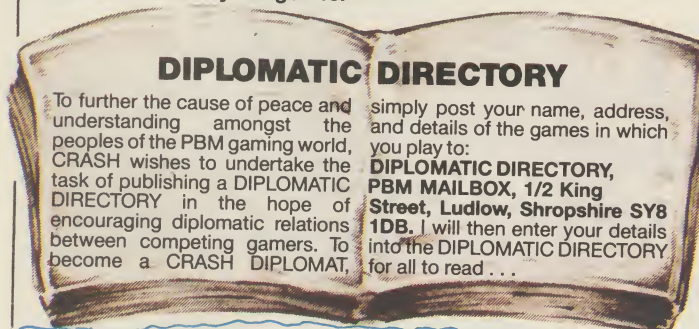 DIPLOMATIC DIRECTORY
To further the cause of peace and
understanding amongst the
peoples of the PBM gaming world,
CRASH wishes to undertake the
task of publishing a DIPLOMATIC
DIRECTORY in the hope of
encouraging diplomatic relations
between competing gamers. To
become a CRASH DIPLOMAT,
simply post your name, address,
and details of the games in which
you play to:
DIPLOMATIC DIRECTORY,
PBM MAILBOX, 1/2 King
Street, Ludlow, Shropshire SY8
1DB. I will then enter your details
into the DIPLOMATIC DIRECTORY
for all to read . . .